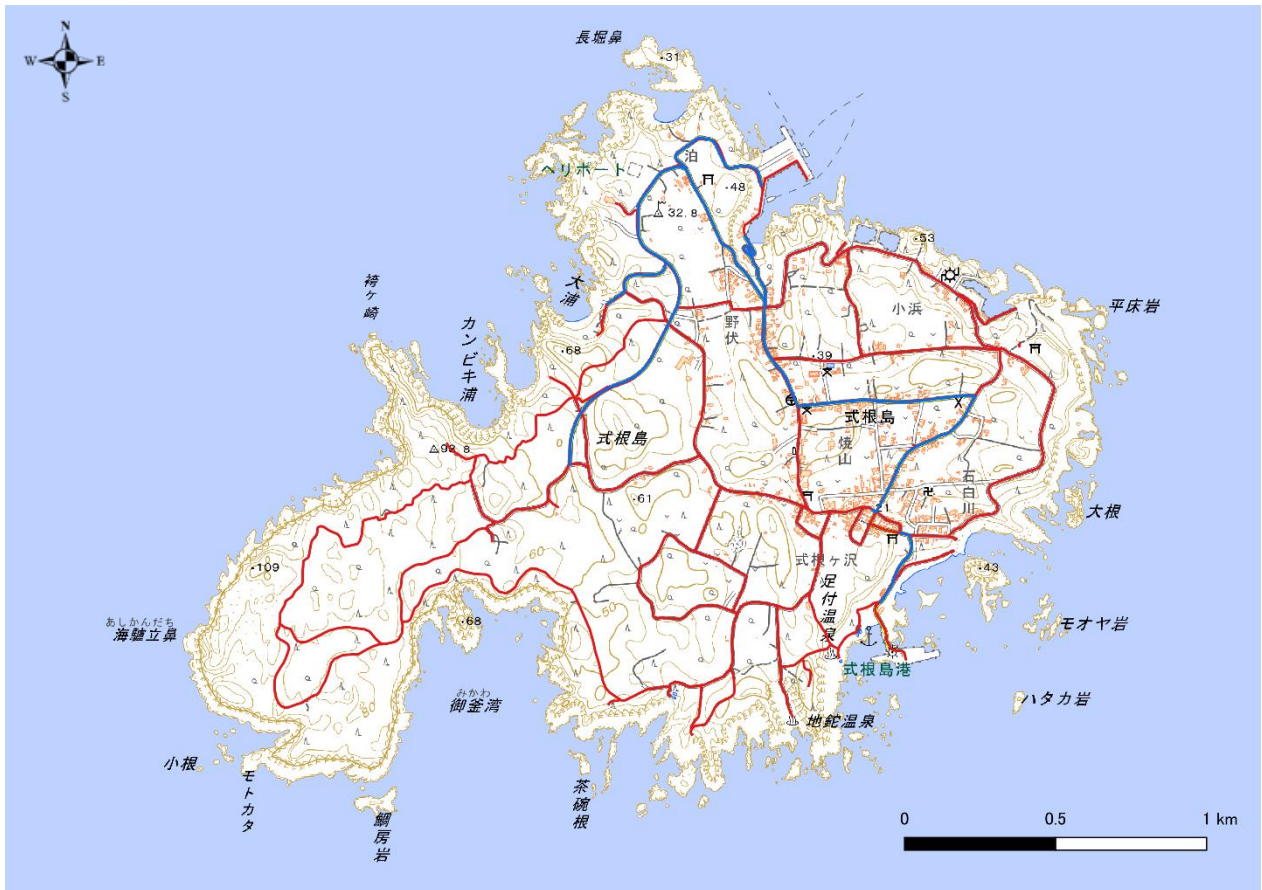 N
W
E
S
長堀鼻
・31
泊
ヘリポート
・48
32.8
・53
大浦
袴ヶ崎
カンビキ浦
小浜
平床岩
野伏
・68
・39
式根島
式根島
焼山
93.8
石白川
・61
大根
21
式根ヶ沢
・43
60
・109
足付温泉
50
あしかんだち
海驢立鼻
・68
モオヤ岩
式根島港
みかわ
御釜湾
ハタカ岩
地鉈温泉
小根
モトカタ
茶碗根
鯛房岩
0
0.5
1 km